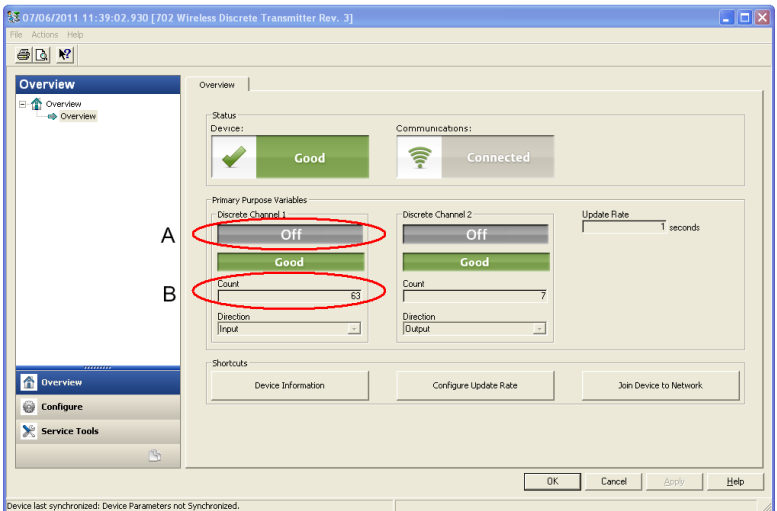 07/06/2011 11:39:02.930 [702 Wireless Discrete Transmitter Rev. 3]
File Actions Help
Overview
Overview
Overview
Overview
Status
Device:
Communications:
Good
Connected
Primary Purpose Variables
Discrete Channel 1
Discrete Channel 2
Update Rate
A
Off
Off
1 seconds
Good
Good
B
Count
Count
63
7
Direction
Direction
Input
Output
Shortcuts
Device Information
Configure Update Rate
Join Device to Network
Overview
Configure
Service Tools
OK
Cancel
Apply
Help
Device last synchronized: Device Parameters not Synchronized.